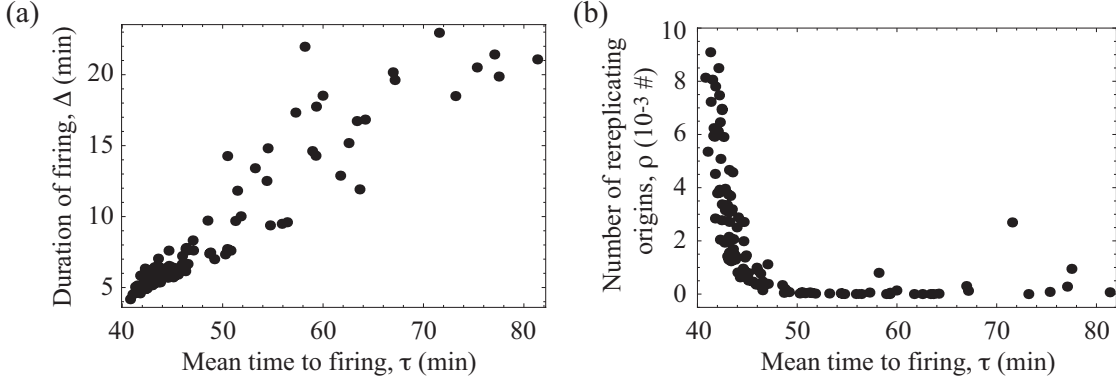 (a)
Duration of firing, Δ (min)
20
15
10
5
40
50
60
70
80
Mean time to firing, τ (min)
(b)
Number of rereplicating
origins, ρ (10⁻³ #)
10
8
6
4
2
0
40
50
60
70
80
Mean time to firing, τ (min)